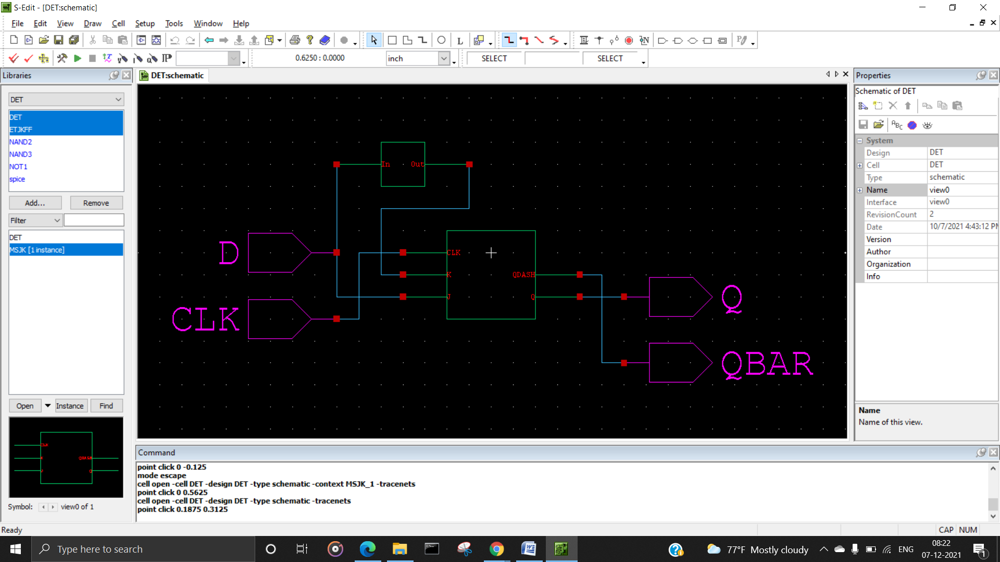 S-Edit - [DET:schematic]
File Edit View Draw Cell Setup Tools Window Help
0.6250 : 0.0000 inch SELECT SELECT
Libraries
DET
DET
ETJKFF
NAND2
NAND3
NOT1
spice
Add... Remove
Filter
DET
MSJK [1 instance]
Open Instance Find
CLK
K
QDASH
J
Q
Symbol: view0 of 1
DET:schematic
In Out
D
CLK
CLK
K
QDASH
J
Q
Q
QBAR
Command
point click 0 -0.125
mode escape
cell open -cell DET -design DET -type schematic -context MSJK_1 -tracenets
point click 0 0.5625
cell open -cell DET -design DET -type schematic -tracenets
point click 0.1875 0.3125
Properties
Schematic of DET
System
Design DET
Cell DET
Type schematic
Name view0
Interface view0
RevisionCount 2
Date 10/7/2021 4:43:12 PM
Version
Author
Organization
Info
Name
Name of this view.
Ready
CAP NUM
Type here to search
77°F Mostly cloudy
ENG
08:22
07-12-2021
1